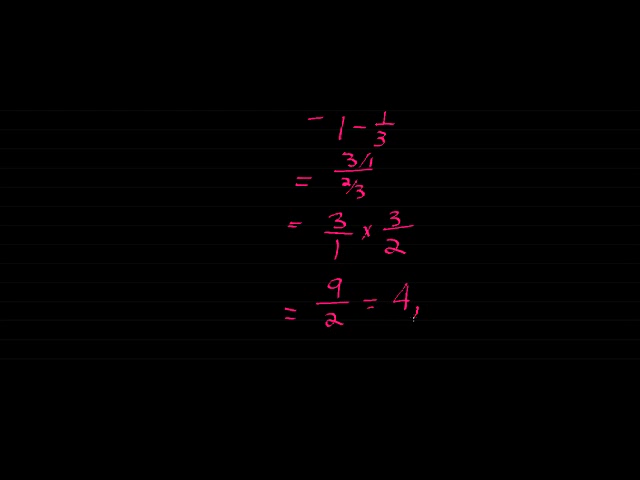 - 1 - 1/3
= 3/1 / 2/3
= 3/1 × 3/2
= 9/2 = 4,